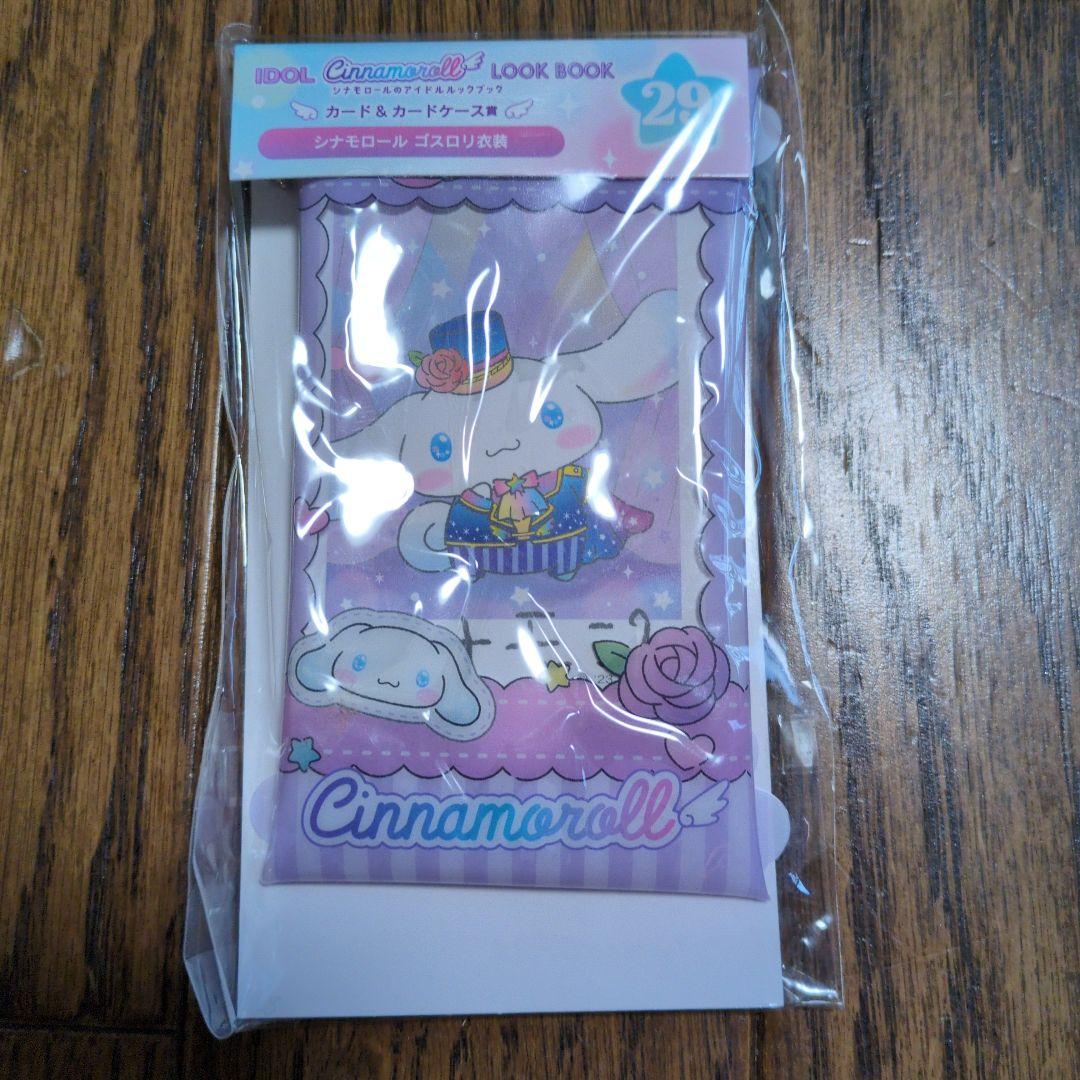 IDOL Cinnamoroll LOOK BOOK
シナモロールのアイドルルックブック
カード&カードケース賞
29
シナモロール ゴスロリ衣装
Cinnamoroll